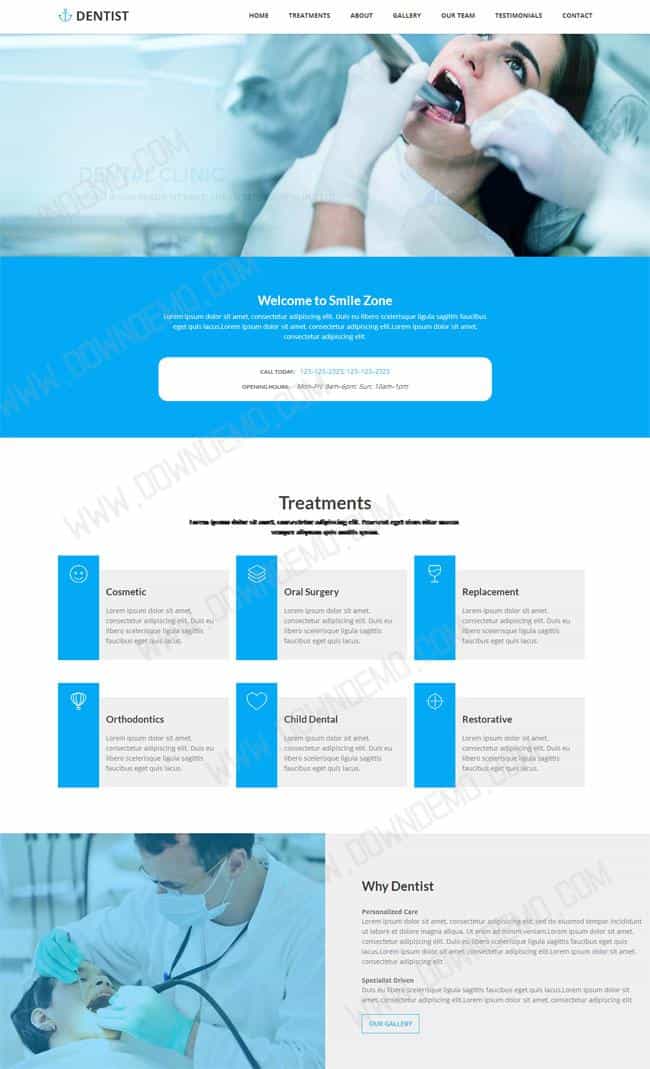 DENTIST
HOME TREATMENTS ABOUT GALLERY OUR TEAM TESTIMONIALS CONTACT
DENTAL CLINIC
WWW.DOWNDEMO.COM
Welcome to Smile Zone
Lorem ipsum dolor sit amet, consectetur adipiscing elit. Duis eu libero scelerisque ligula sagittis faucibus
eget quis lacus.Lorem ipsum dolor sit amet, consectetur adipiscing elit.Lorem ipsum dolor sit amet,
consectetur adipiscing elit.
CALL TODAY: 123-123-2323; 123-123-2323
OPENING HOURS: Mon-Fri: 9am-6pm; Sun: 10am-1pm
Treatments
Lorem ipsum dolor sit amet, consectetur adipiscing elit.
semper aliquam quis mattis quam.
Cosmetic
Lorem ipsum dolor sit amet,
consectetur adipiscing elit. Duis eu
libero scelerisque ligula sagittis
faucibus eget quis lacus.
Oral Surgery
Lorem ipsum dolor sit amet,
consectetur adipiscing elit. Duis eu
libero scelerisque ligula sagittis
faucibus eget quis lacus.
Replacement
Lorem ipsum dolor sit amet,
consectetur adipiscing elit. Duis eu
libero scelerisque ligula sagittis
faucibus eget quis lacus.
Orthodontics
Lorem ipsum dolor sit amet,
consectetur adipiscing elit. Duis eu
libero scelerisque ligula sagittis
faucibus eget quis lacus.
Child Dental
Lorem ipsum dolor sit amet,
consectetur adipiscing elit. Duis eu
libero scelerisque ligula sagittis
faucibus eget quis lacus.
Restorative
Lorem ipsum dolor sit amet,
consectetur adipiscing elit. Duis eu
libero scelerisque ligula sagittis
faucibus eget quis lacus.
Why Dentist
Personalized Care
Lorem ipsum dolor sit amet, consectetur adipiscing elit,sed do eiusmod tempor incididunt
ut labore et dolore magna aliqua. Ut enim ad minim veniam.Lorem ipsum dolor sit amet,
consectetur adipiscing elit. Duis eu libero scelerisque ligula sagittis faucibus eget quis
lacus.Lorem ipsum dolor sit amet, consectetur adipiscing elit.Lorem ipsum dolor sit amet,
consectetur adipiscing elit
Specialist Driven
Duis eu libero scelerisque ligula sagittis faucibus eget quis lacus.Lorem ipsum dolor sit
amet, consectetur adipiscing elit.Lorem ipsum dolor sit amet, consectetur adipiscing elit
OUR GALLERY